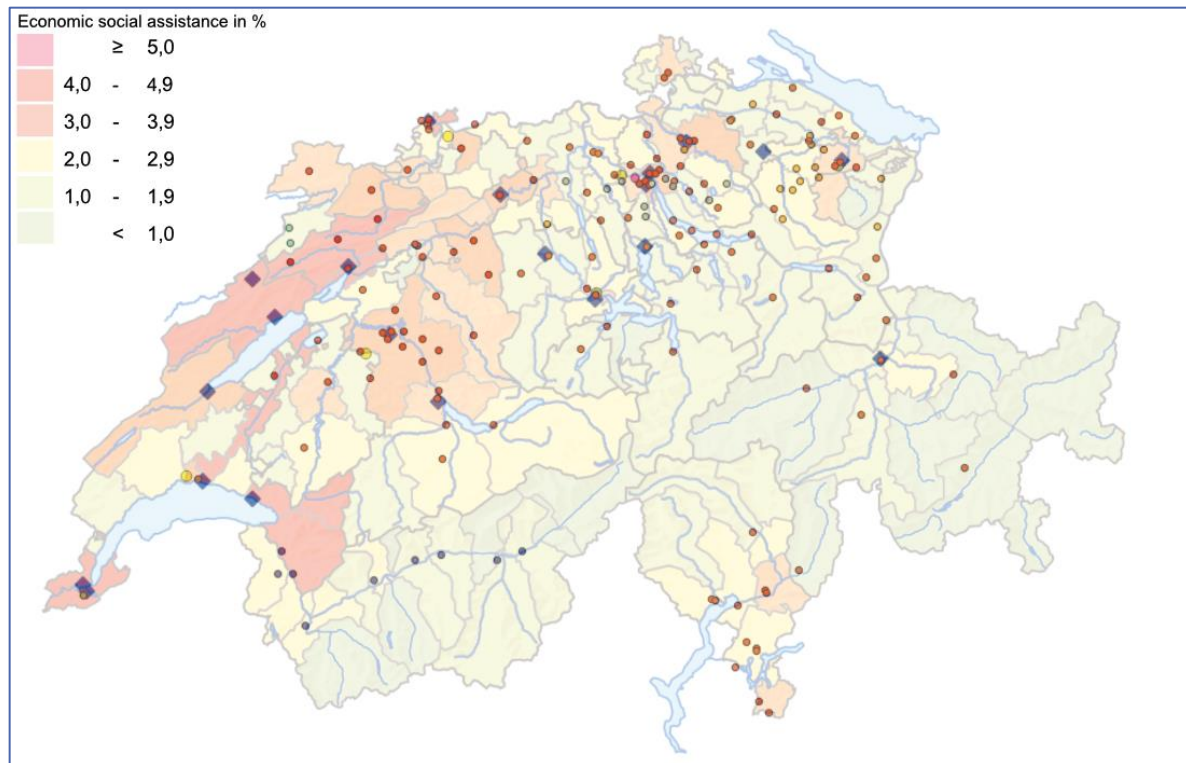 Economic social assistance in %
≥ 5,0
4,0 - 4,9
3,0 - 3,9
2,0 - 2,9
1,0 - 1,9
< 1,0